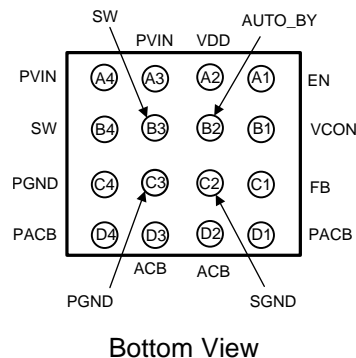 SW
AUTO_BY
PVIN VDD
PVIN A4 A3 A2 A1 EN
SW B4 B3 B2 B1 VCON
PGND C4 C3 C2 C1 FB
PACB D4 D3 D2 D1 PACB
ACB ACB
PGND SGND
Bottom View